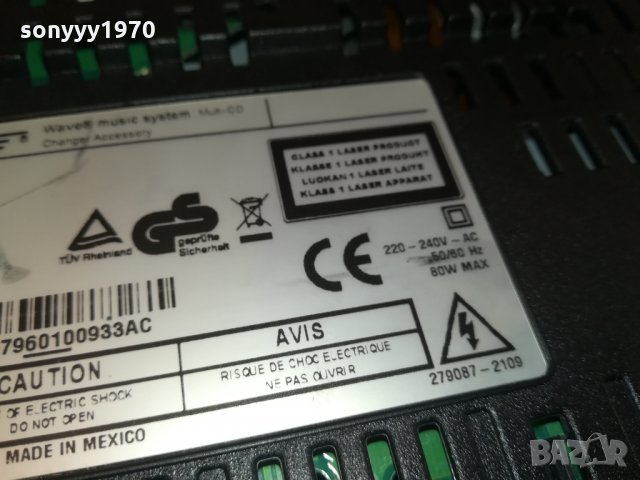 sonyyy1970
Wave® music system Multi-CD
Changer Accessory
CLASS 1 LASER PRODUCT
KLASSE 1 LASER PRODUKT
LUOKAN 1 LASER LAITE
KLASS 1 LASER APPARAT
TÜV Rheinland
geprüfte
Sicherheit
220-240V - AC
50/60 Hz
80W MAX
7960100933AC
CAUTION
AVIS
OF ELECTRIC SHOCK
DO NOT OPEN
RISQUE DE CHOC ELECTRIQUE
NE PAS OUVRIR
279087-2109
MADE IN MEXICO
BAZAR